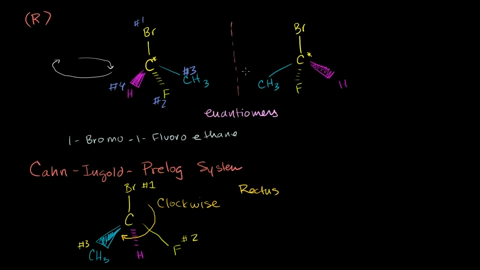 (R)
#1
Br
Br
C*
C*
#3
CH3
CH3
#4
H
F
#2
F
H
enantiomers
1-Bromo-1-Fluoro ethane
Cahn-Ingold-Prelog System
Br #1
Clockwise
Rectus
C
#3
CH3
H
F
#2